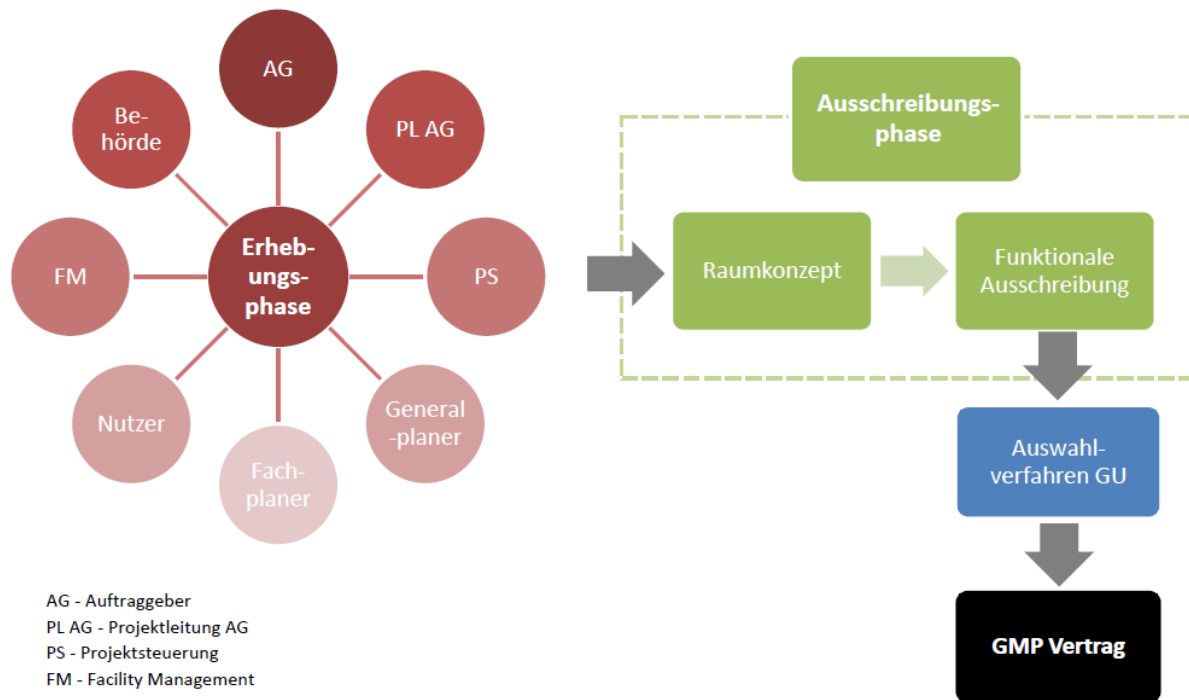 AG
PL AG
PS
General
-planer
Fach-
planer
Nutzer
FM
Be-
hörde
Erheb-
ungs-
phase
Ausschreibungs-
phase
Raumkonzept
Funktionale
Ausschreibung
Auswahl-
verfahren GU
GMP Vertrag
AG - Auftraggeber
PL AG - Projektleitung AG
PS - Projektsteuerung
FM - Facility Management